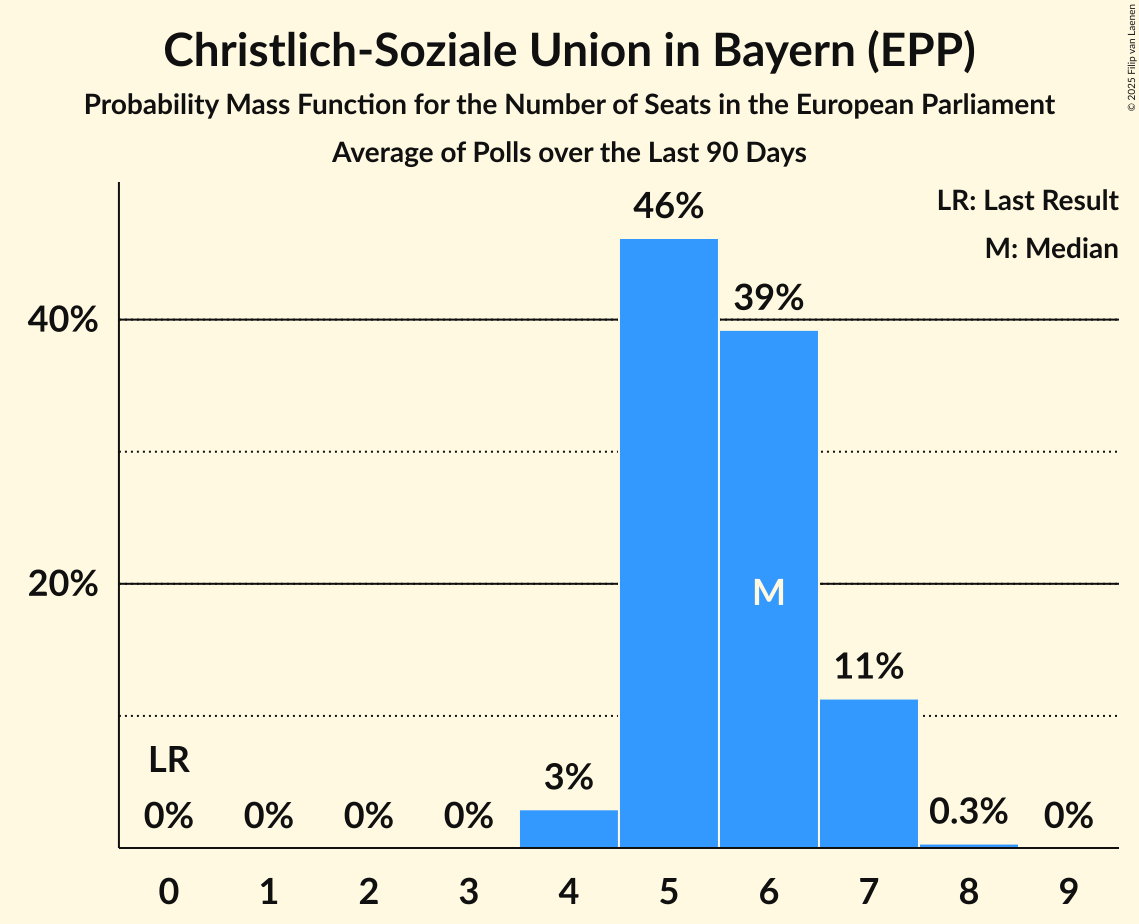 Christlich-Soziale Union in Bayern (EPP)
Probability Mass Function for the Number of Seats in the European Parliament
Average of Polls over the Last 90 Days
© 2025 Filip van Laenen
LR: Last Result
M: Median
46%
39%
40%
20%
M
11%
LR
3%
0% 0% 0% 0% 0.3% 0%
0 1 2 3 4 5 6 7 8 9